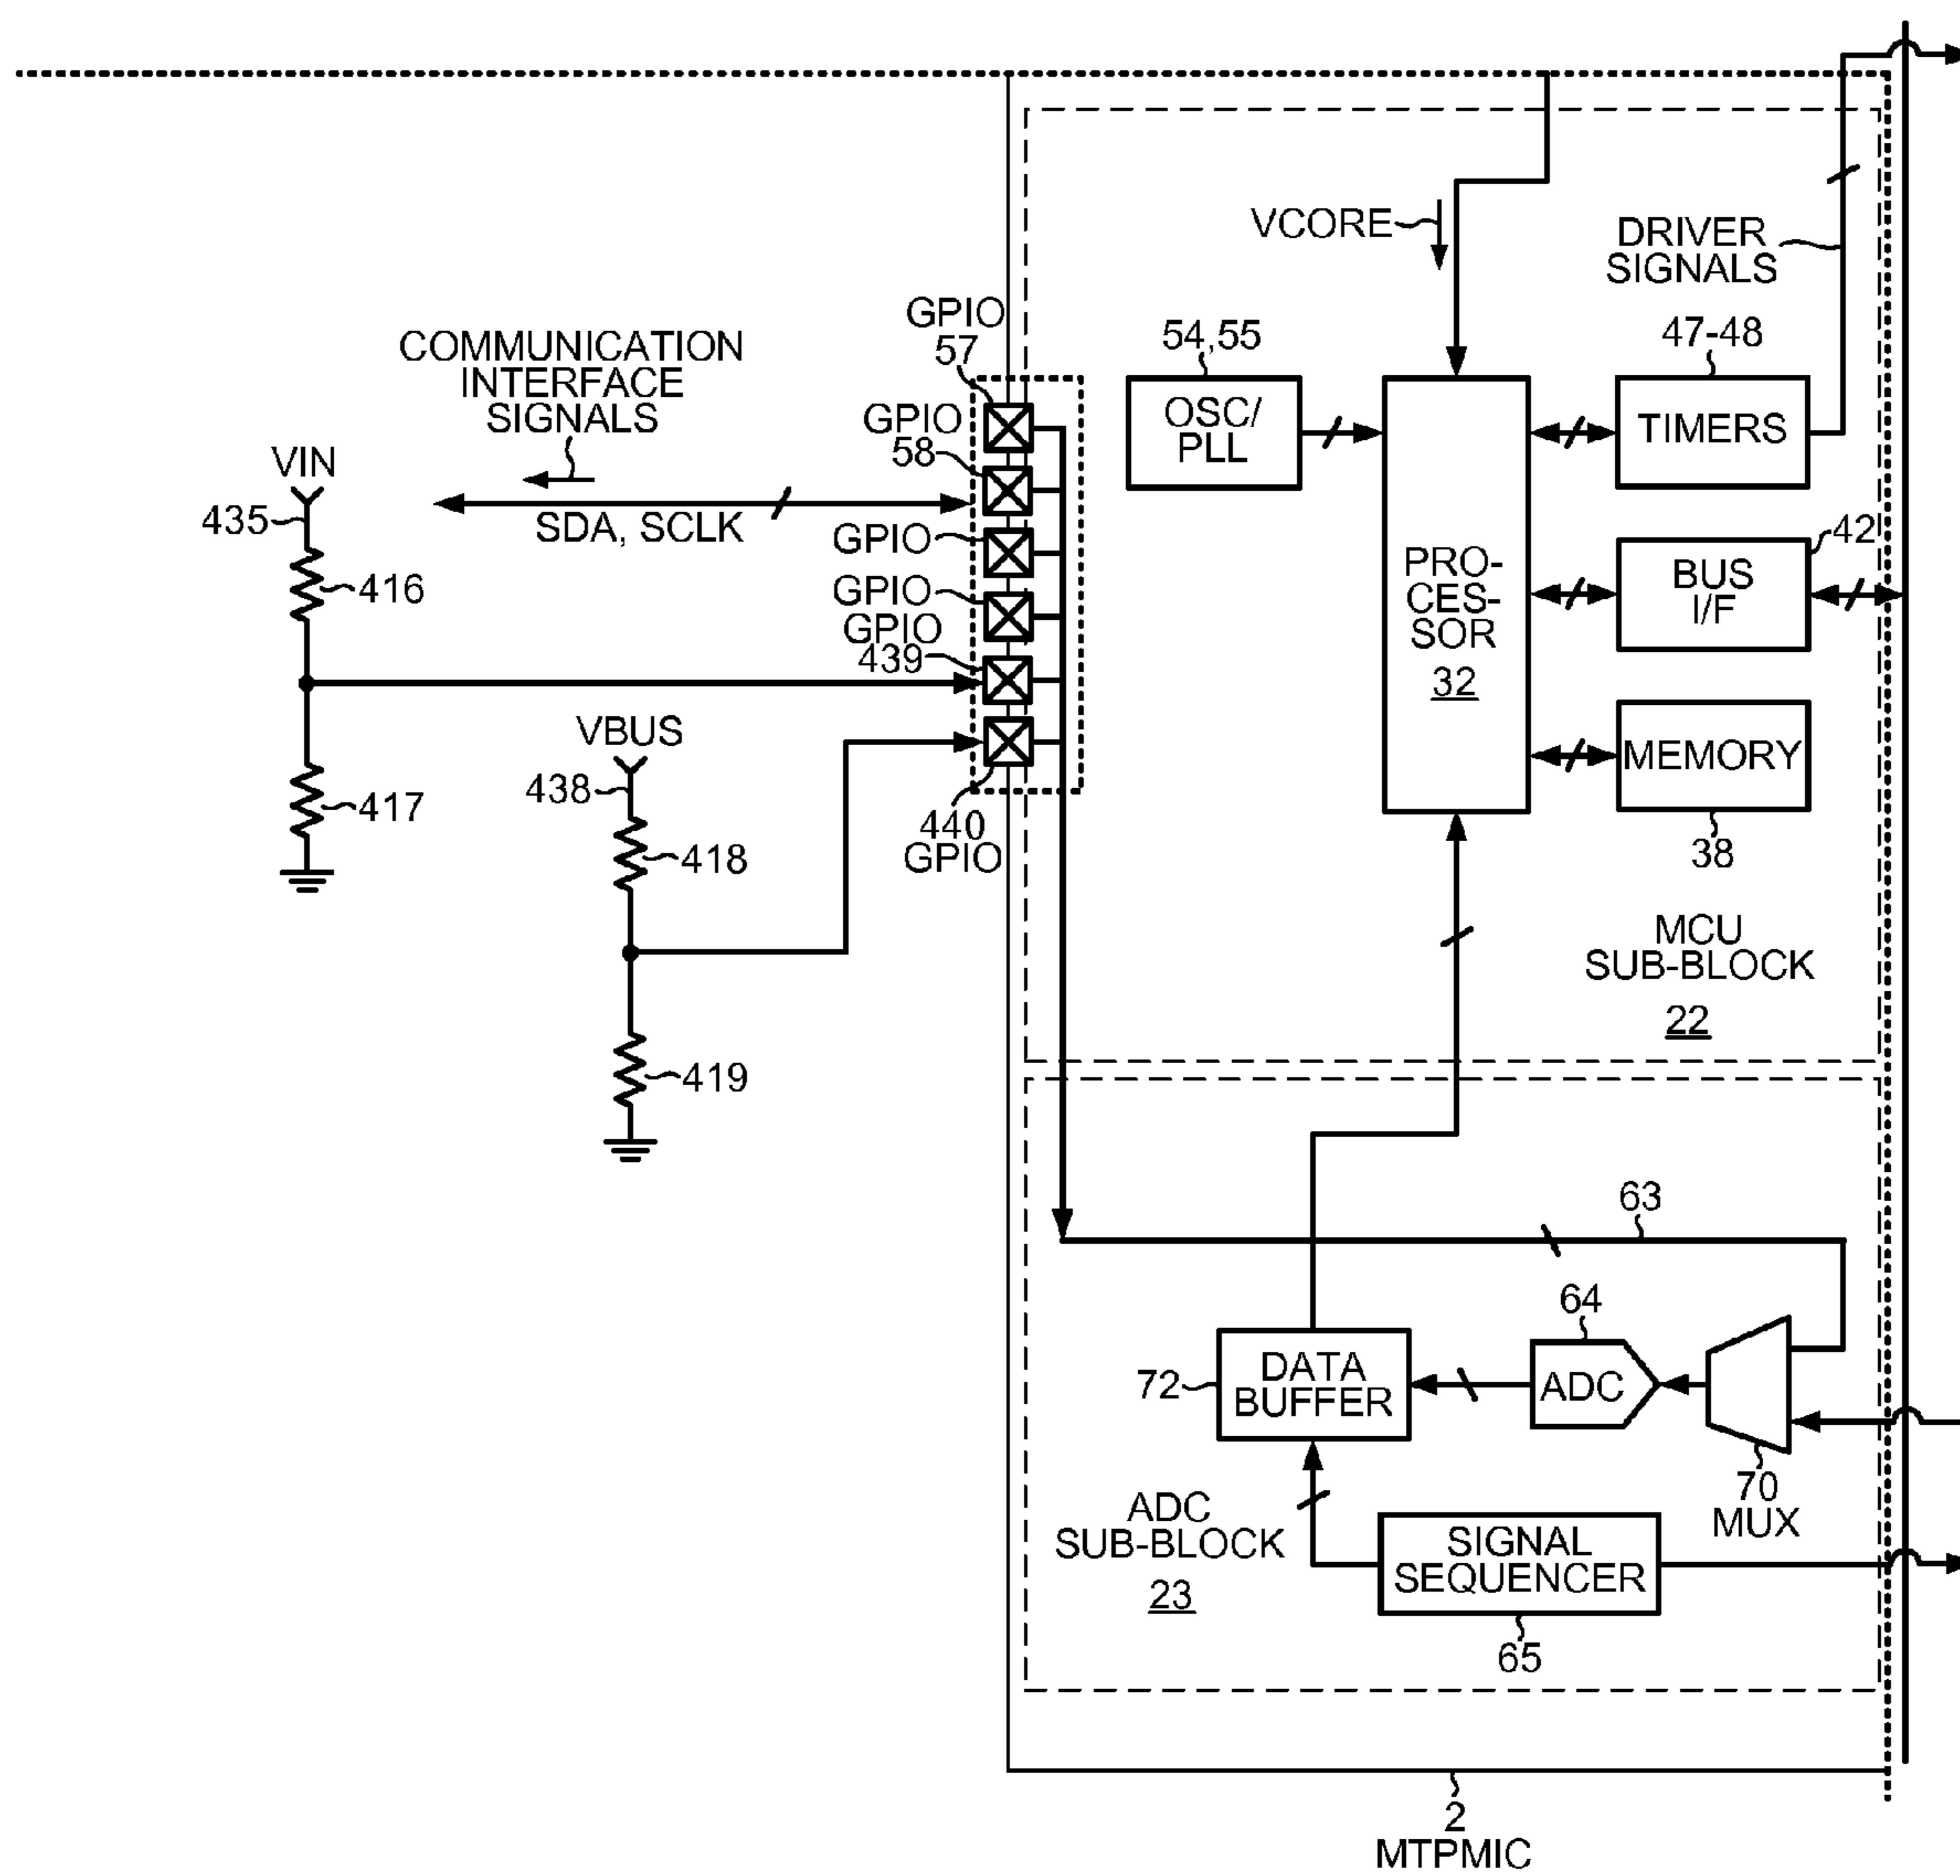 VCORE
DRIVER
SIGNALS
COMMUNICATION
INTERFACE
SIGNALS
SDA, SCLK
VIN
435
416
417
VBUS
438
418
419
GPIO
57
GPIO
58
GPIO
GPIO
GPIO
439
440
GPIO
54,55
OSC/
PLL
PRO-
CES-
SOR
32
47-48
TIMERS
42
BUS
I/F
MEMORY
38
MCU
SUB-BLOCK
22
63
64
ADC
72
DATA
BUFFER
70
MUX
ADC
SUB-BLOCK
23
SIGNAL
SEQUENCER
65
2
MTPMIC